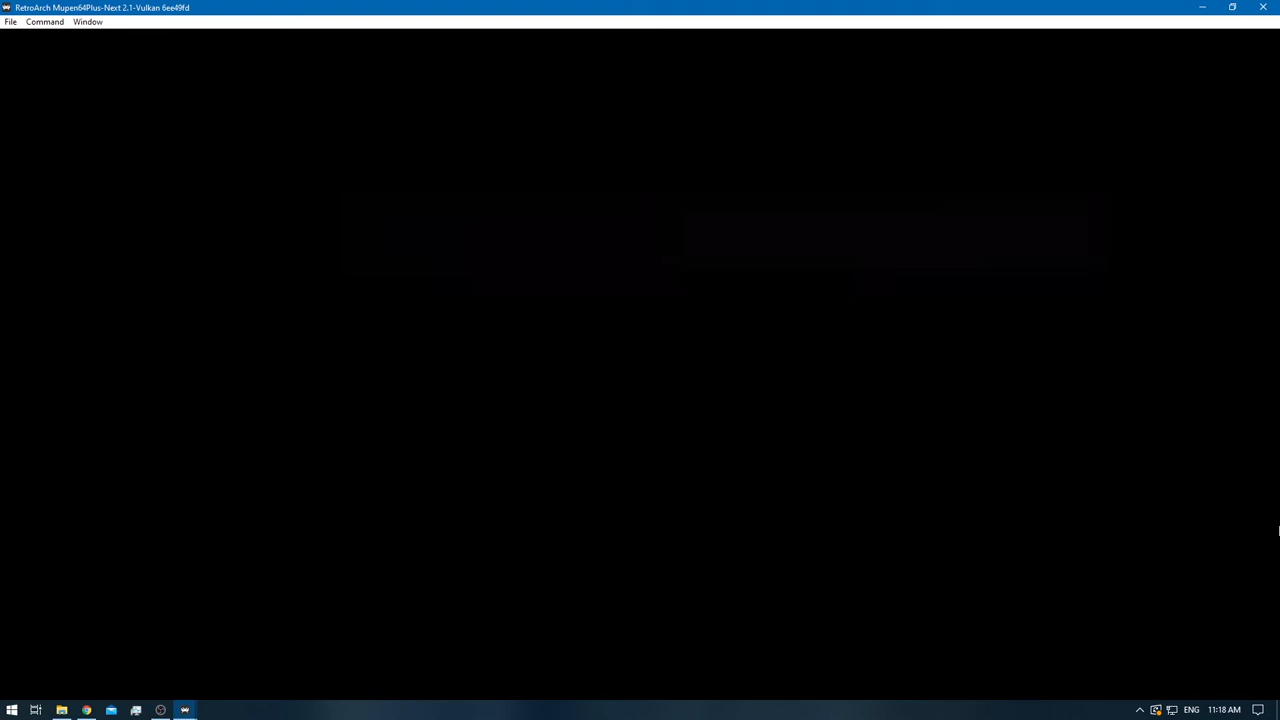 RetroArch Mupen64Plus-Next 2.1-Vulkan 6ee49fd
File Command Window
ENG 11:18 AM